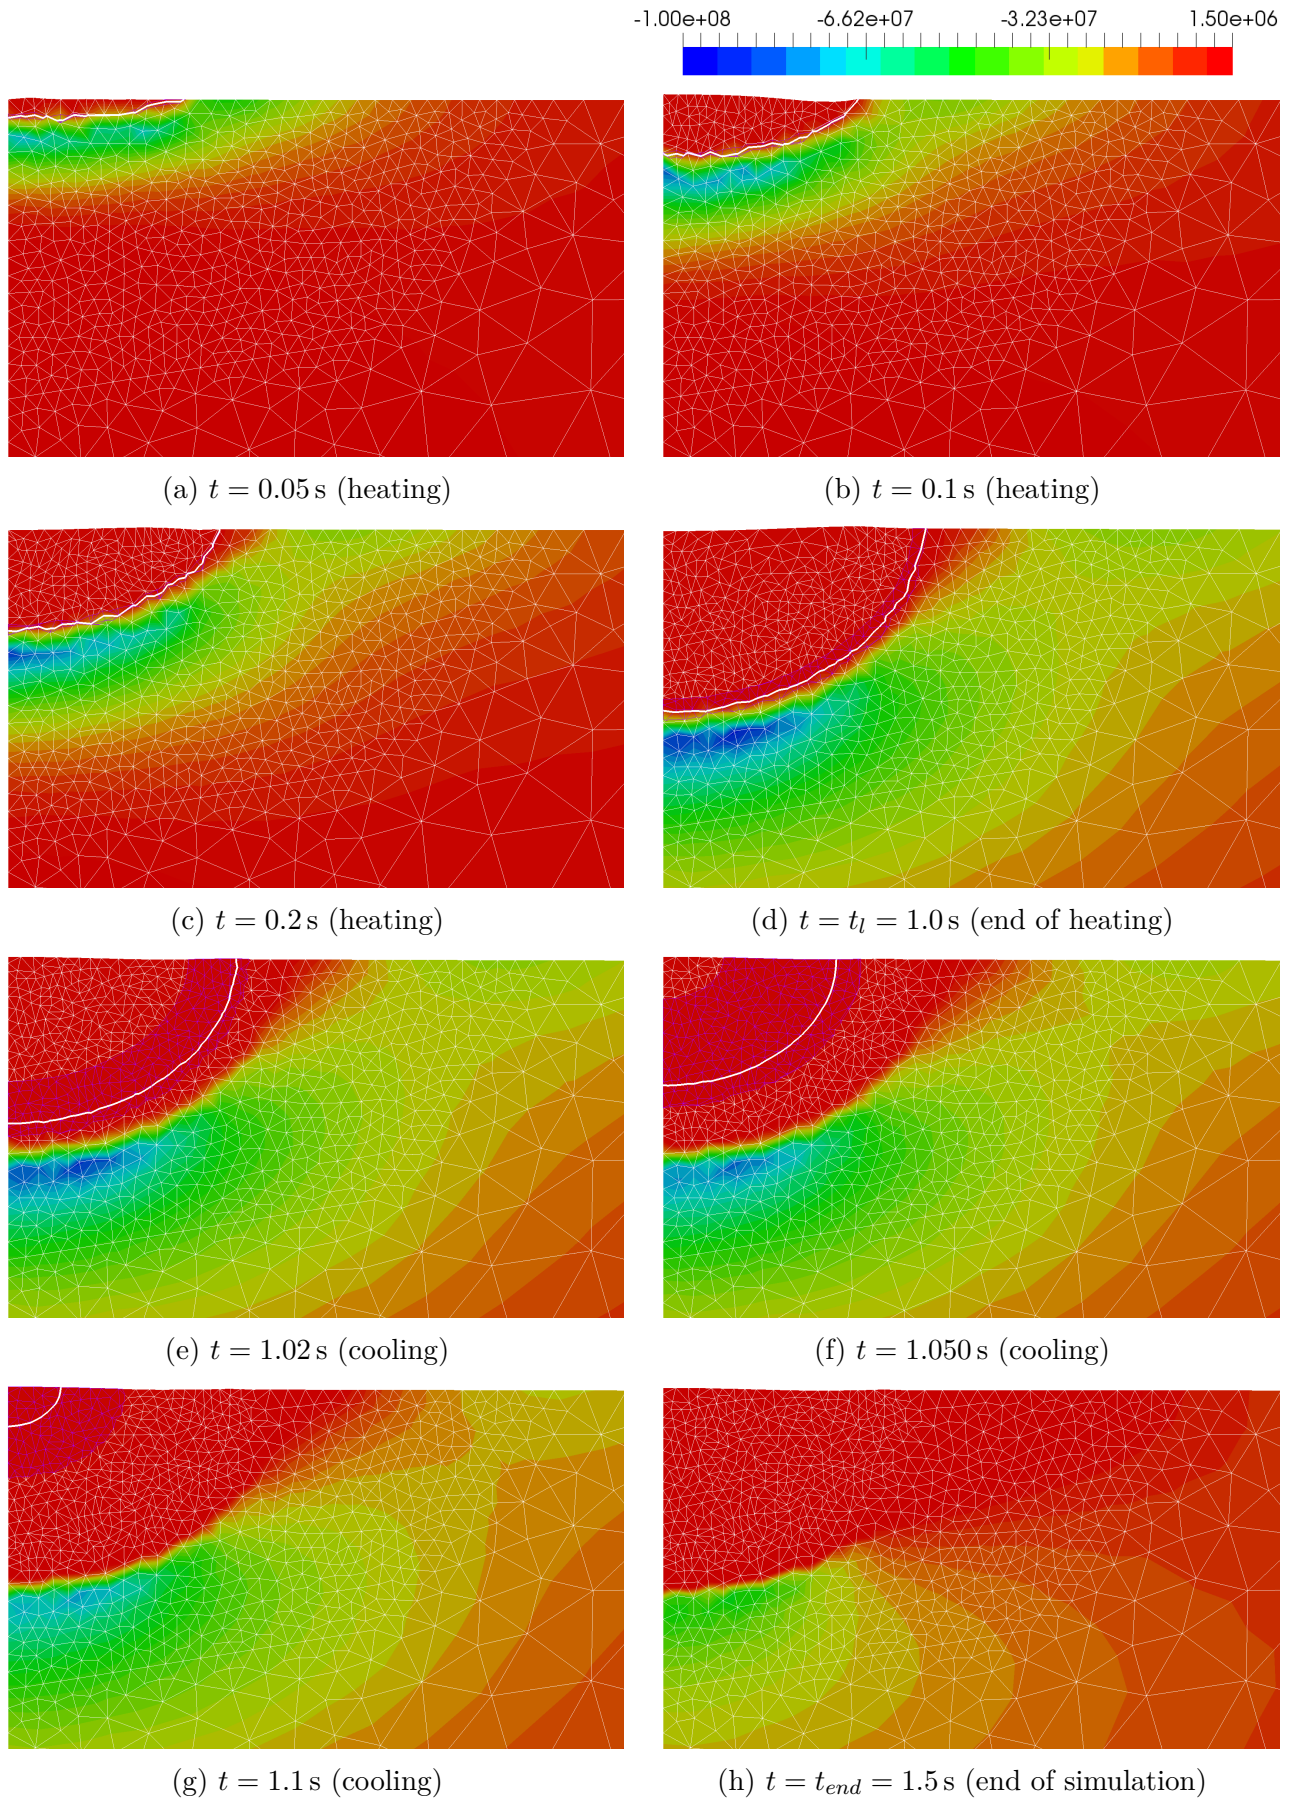 -1.00e+08 -6.62e+07 -3.23e+07 1.50e+06
(a) t = 0.05 s (heating)
(b) t = 0.1 s (heating)
(c) t = 0.2 s (heating)
(d) t = t_l = 1.0 s (end of heating)
(e) t = 1.02 s (cooling)
(f) t = 1.050 s (cooling)
(g) t = 1.1 s (cooling)
(h) t = t_{end} = 1.5 s (end of simulation)